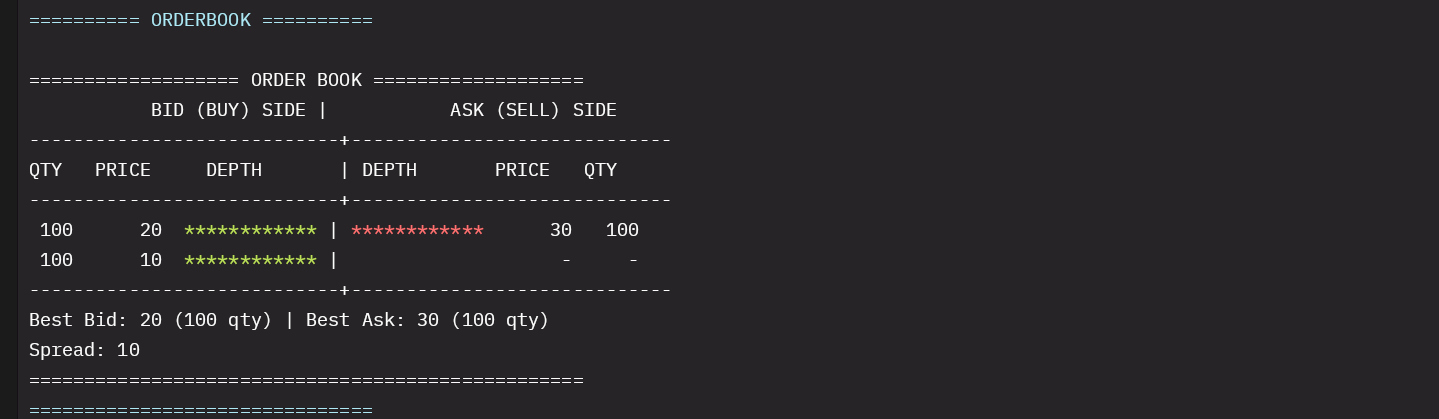 ========== ORDERBOOK ==========

=================== ORDER BOOK ===================
           BID (BUY) SIDE |           ASK (SELL) SIDE
----------------------------+-----------------------------
QTY   PRICE     DEPTH       | DEPTH       PRICE   QTY
----------------------------+-----------------------------
 100      20  ************ | ************      30   100
 100      10  ************ |                    -     -
----------------------------+-----------------------------
Best Bid: 20 (100 qty) | Best Ask: 30 (100 qty)
Spread: 10
==================================================
===============================